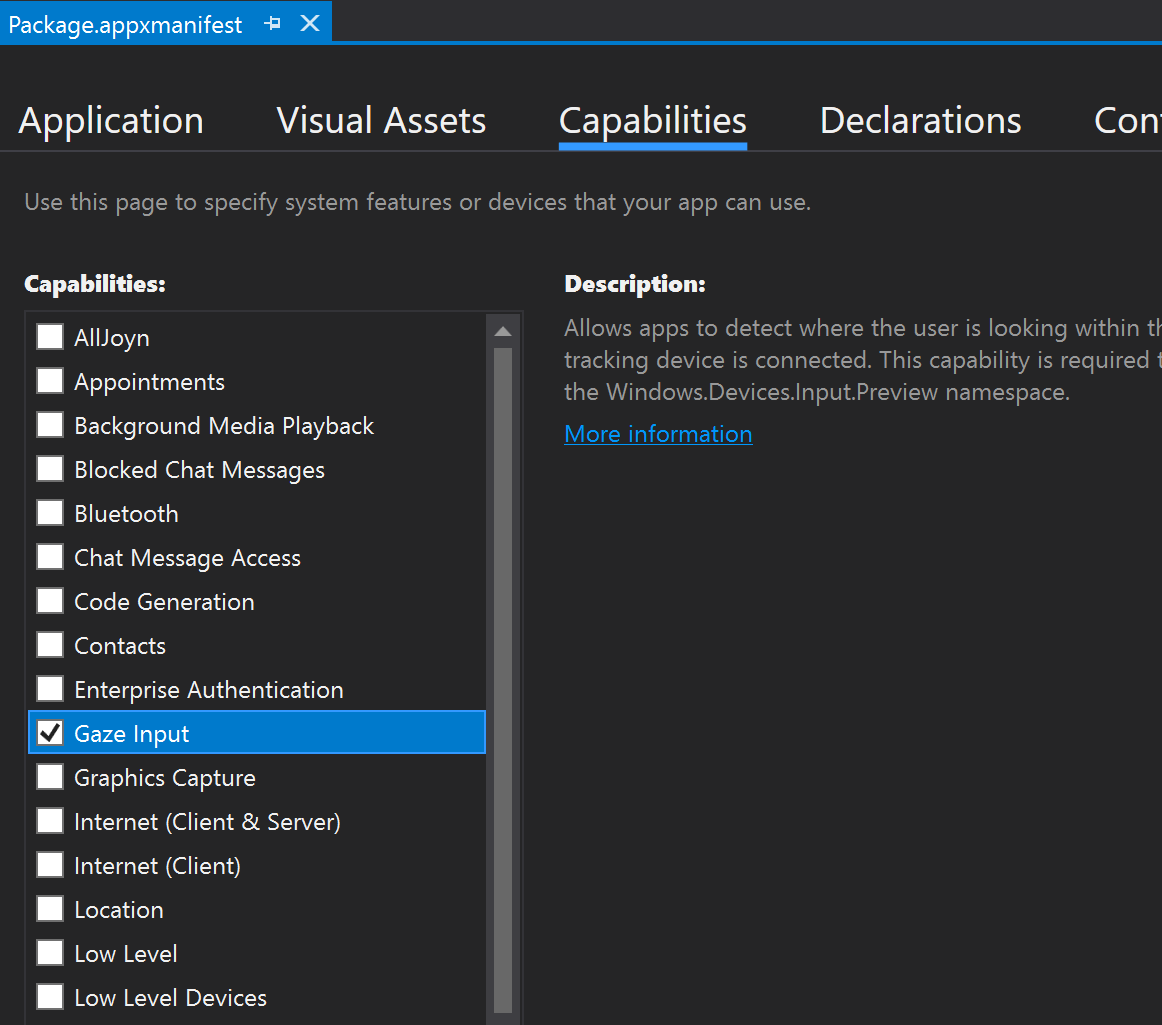 Package.appxmanifest
Application Visual Assets Capabilities Declarations
Use this page to specify system features or devices that your app can use.
Capabilities:
AllJoyn
Appointments
Background Media Playback
Blocked Chat Messages
Bluetooth
Chat Message Access
Code Generation
Contacts
Enterprise Authentication
Gaze Input
Graphics Capture
Internet (Client & Server)
Internet (Client)
Location
Low Level
Low Level Devices
Description:
Allows apps to detect where the user is looking within
tracking device is connected. This capability is required
the Windows.Devices.Input.Preview namespace.
More information